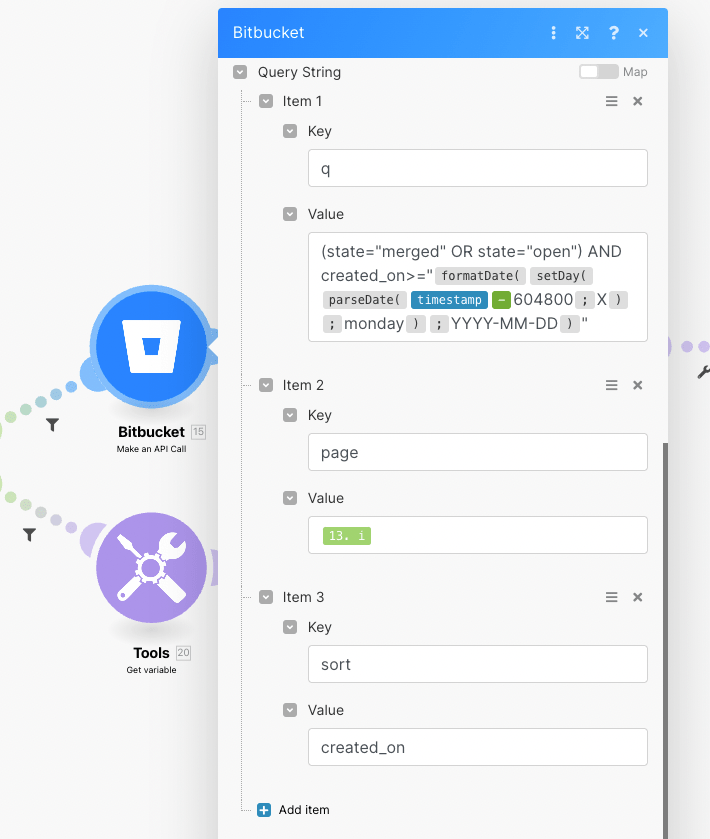 Bitbucket
Query String
Map
Item 1
Key
q
Value
(state="merged" OR state="open") AND
created_on>=" formatDate( setDay(
parseDate( timestamp - 604800 ; X )
; monday ) ; YYYY-MM-DD ) "
Item 2
Key
page
Value
13. i
Item 3
Key
sort
Value
created_on
Add item
Bitbucket 15
Make an API Call
Tools 20
Get variable